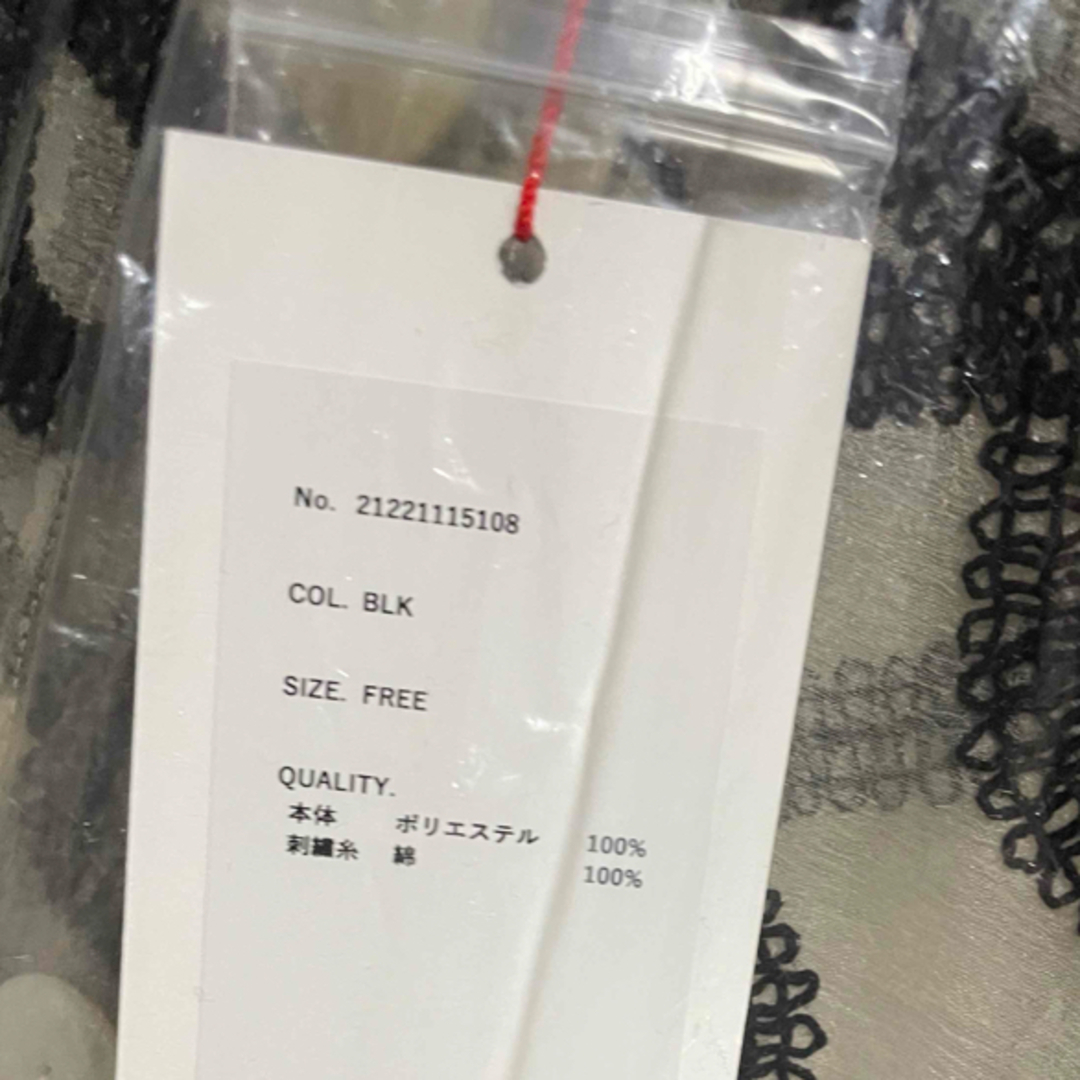 No. 21221115108
COL. BLK
SIZE. FREE
QUALITY.
本体 ポリエステル 100%
刺繍糸 綿 100%